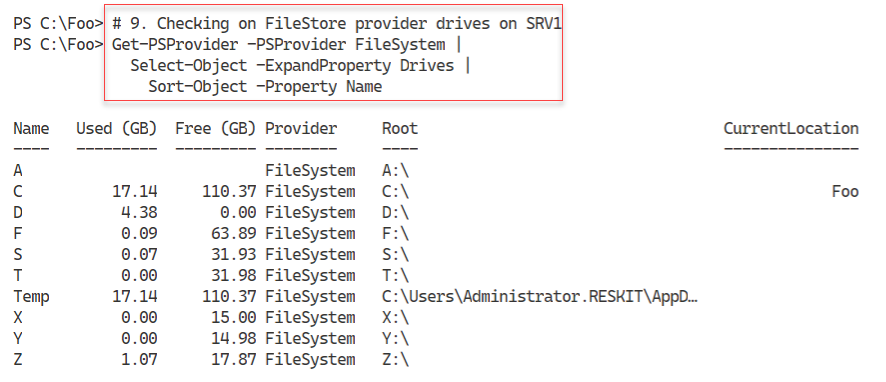 PS C:\Foo> # 9. Checking on FileStore provider drives on SRV1
PS C:\Foo> Get-PSProvider -PSProvider FileSystem |
Select-Object -ExpandProperty Drives |
Sort-Object -Property Name
Name Used (GB) Free (GB) Provider Root CurrentLocation
---- --------- --------- -------- ---- ---------------
A FileSystem A:\
C 17.14 110.37 FileSystem C:\ Foo
D 4.38 0.00 FileSystem D:\
F 0.09 63.89 FileSystem F:\
S 0.07 31.93 FileSystem S:\
T 0.00 31.98 FileSystem T:\
Temp 17.14 110.37 FileSystem C:\Users\Administrator.RESKIT\AppD…
X 0.00 15.00 FileSystem X:\
Y 0.00 14.98 FileSystem Y:\
Z 1.07 17.87 FileSystem Z:\